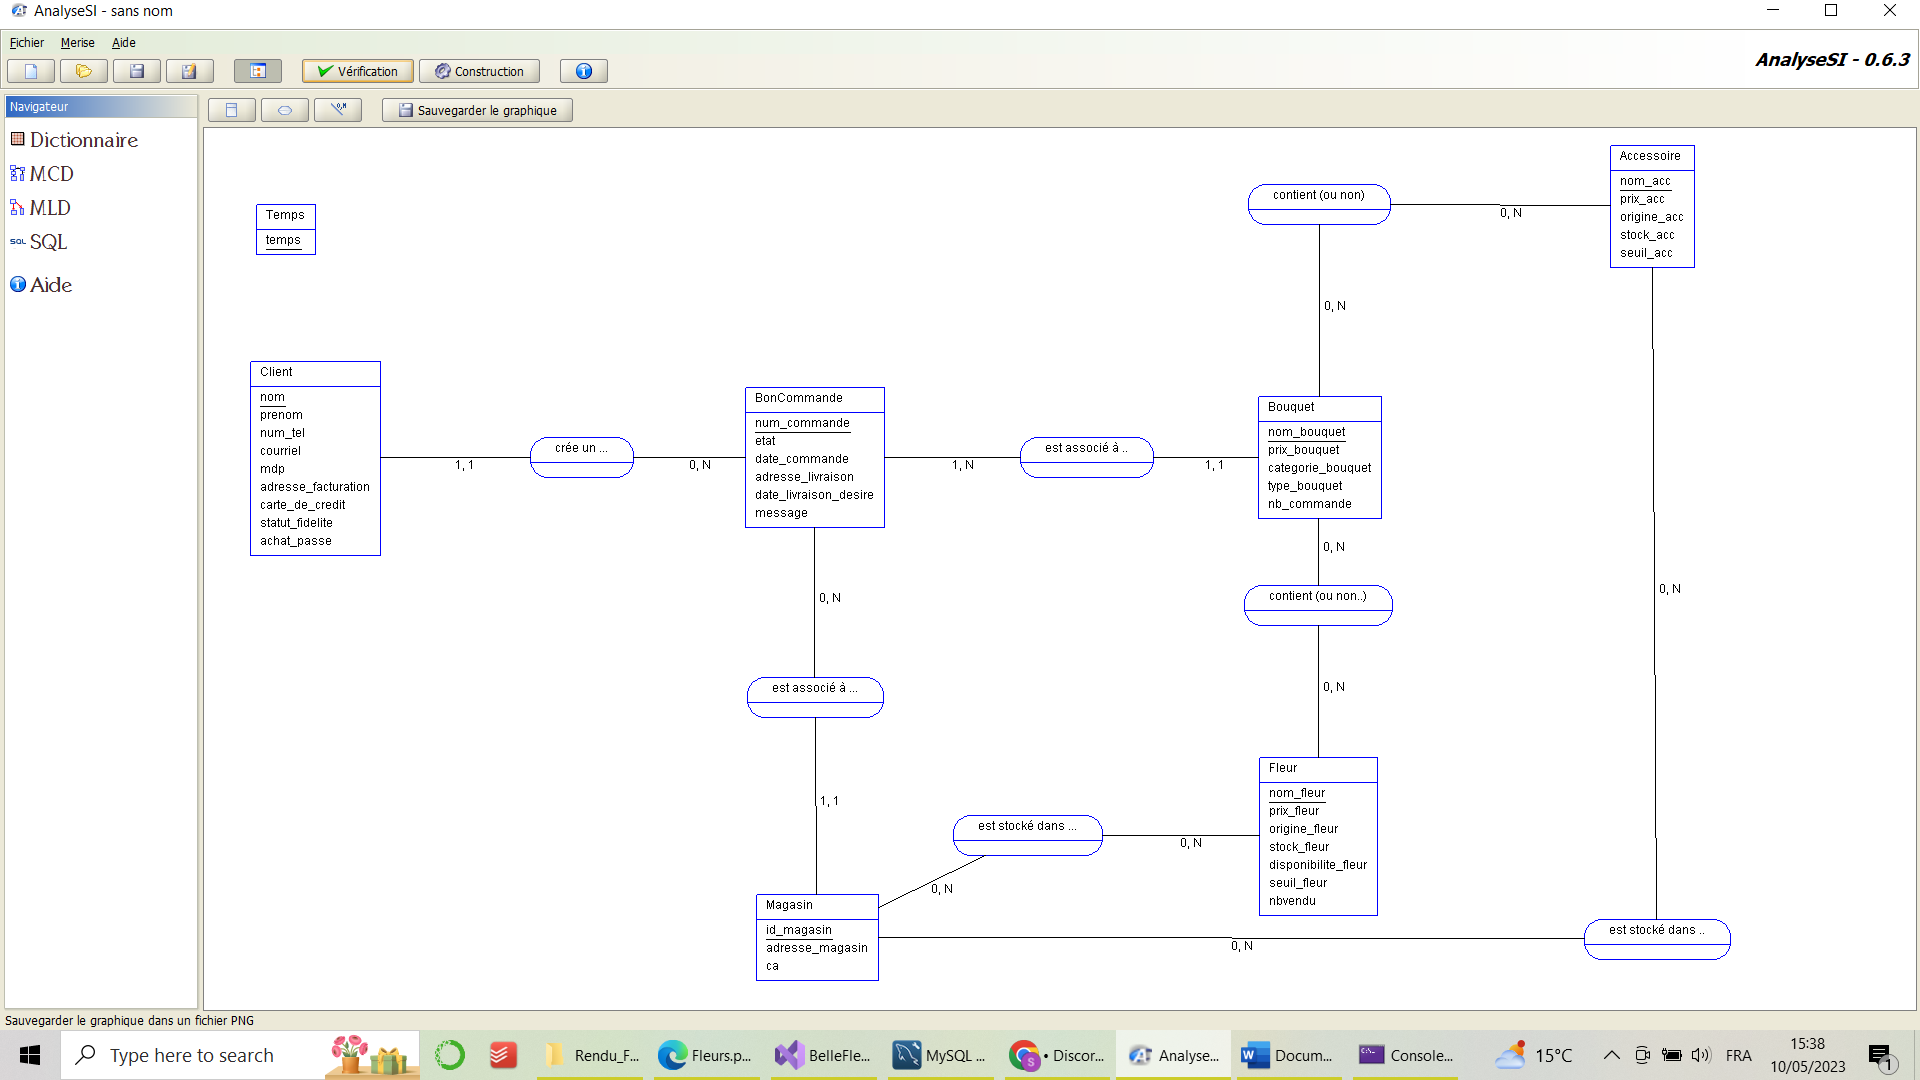 AnalyseSI - sans nom
Fichier Merise Aide
AnalyseSI - 0.6.3
Vérification
Construction
Navigateur
Sauvegarder le graphique
Dictionnaire
MCD
MLD
SQL
SQL
Aide
Temps
temps
contient (ou non)
0, N
0, N
Accessoire
nom_acc
prix_acc
origine_acc
stock_acc
seuil_acc
Client
nom
prenom
num_tel
courriel
mdp
adresse_facturation
carte_de_credit
statut_fidelite
achat_passe
1, 1
crée un ...
0, N
BonCommande
num_commande
etat
date_commande
adresse_livraison
date_livraison_desire
message
1, N
est associé à ..
1, 1
Bouquet
nom_bouquet
prix_bouquet
categorie_bouquet
type_bouquet
nb_commande
0, N
contient (ou non..)
0, N
0, N
0, N
est associé à ...
1, 1
Fleur
nom_fleur
prix_fleur
origine_fleur
stock_fleur
disponibilite_fleur
seuil_fleur
nbvendu
est stocké dans ...
0, N
0, N
Magasin
id_magasin
adresse_magasin
ca
0, N
est stocké dans ..
Sauvegarder le graphique dans un fichier PNG
Type here to search
Rendu_F...
Fleurs.p...
BelleFle...
MySQL ...
• Discor...
Analyse...
Docum...
Console...
15°C
FRA
15:38
10/05/2023
1